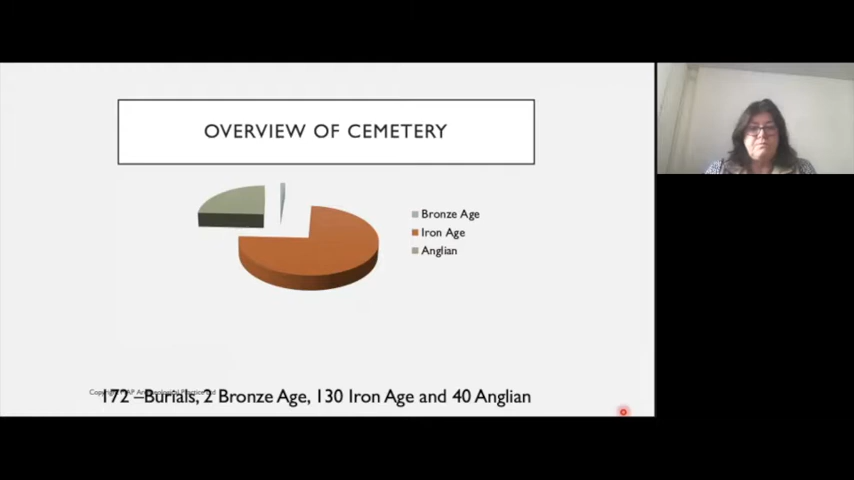 OVERVIEW OF CEMETERY
Bronze Age
Iron Age
Anglian
172 –Burials, 2 Bronze Age, 130 Iron Age and 40 Anglian